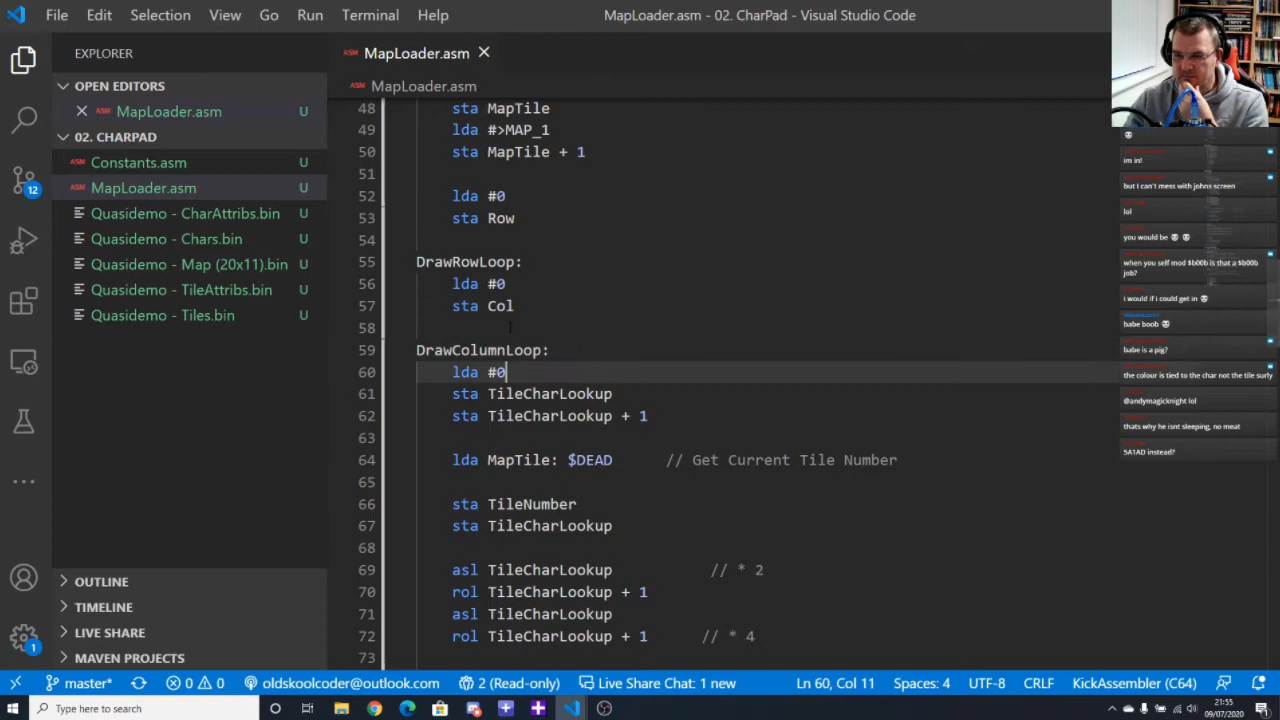 File Edit Selection View Go Run Terminal Help MapLoader.asm - 02. CharPad - Visual Studio Code
EXPLORER
OPEN EDITORS
ASM MapLoader.asm U
02. CHARPAD
ASM Constants.asm U
ASM MapLoader.asm U
Quasidemo - CharAttribs.bin U
Quasidemo - Chars.bin U
Quasidemo - Map (20x11).bin U
Quasidemo - TileAttribs.bin U
Quasidemo - Tiles.bin U
OUTLINE
TIMELINE
LIVE SHARE
MAVEN PROJECTS
12
1
ASM MapLoader.asm
ASM MapLoader.asm
48 sta MapTile
49 lda #>MAP_1
50 sta MapTile + 1
51
52 lda #0
53 sta Row
54
55 DrawRowLoop:
56 lda #0
57 sta Col
58
59 DrawColumnLoop:
60 lda #0
61 sta TileCharLookup
62 sta TileCharLookup + 1
63
64 lda MapTile: $DEAD // Get Current Tile Number
65
66 sta TileNumber
67 sta TileCharLookup
68
69 asl TileCharLookup // * 2
70 rol TileCharLookup + 1
71 asl TileCharLookup
72 rol TileCharLookup + 1 // * 4
73
im in!
but i can't mess with johns screen
lol
you would be
when you self mod $b00b is that a $b00b
job?
i would if i could get in
babe boob
babe is a pig?
the colour is tied to the char not the tile surly
@andymagicknight lol
thats why he isnt sleeping, no meat
5A1AD instead?
master* 0 0 oldskoolcoder@outlook.com 2 (Read-only) Live Share Chat: 1 new Ln 60, Col 11 Spaces: 4 UTF-8 CRLF KickAssembler (C64)
Type here to search
21:55
09/07/2020